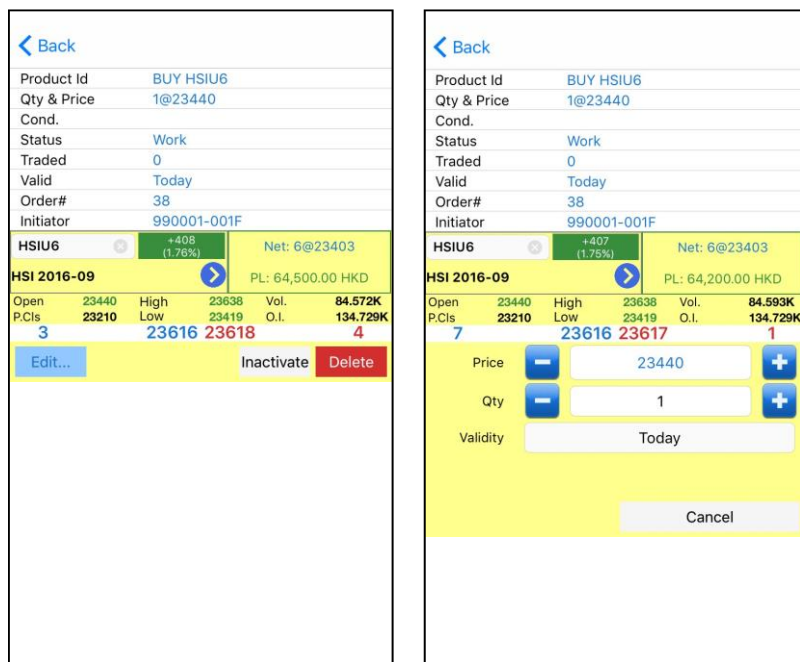 Back
Product Id BUY HSIU6
Qty & Price 1@23440
Cond.
Status Work
Traded 0
Valid Today
Order# 38
Initiator 990001-001F
HSIU6 +408 (1.76%) Net: 6@23403
HSI 2016-09 PL: 64,500.00 HKD
Open 23440 High 23638 Vol. 84.572K
P.Cls 23210 Low 23419 O.I. 134.729K
3 23616 23618 4
Edit... Inactivate Delete
Back
Product Id BUY HSIU6
Qty & Price 1@23440
Cond.
Status Work
Traded 0
Valid Today
Order# 38
Initiator 990001-001F
HSIU6 +407 (1.75%) Net: 6@23403
HSI 2016-09 PL: 64,200.00 HKD
Open 23440 High 23638 Vol. 84.593K
P.Cls 23210 Low 23419 O.I. 134.729K
7 23616 23617 1
Price 23440
Qty 1
Validity Today
Cancel